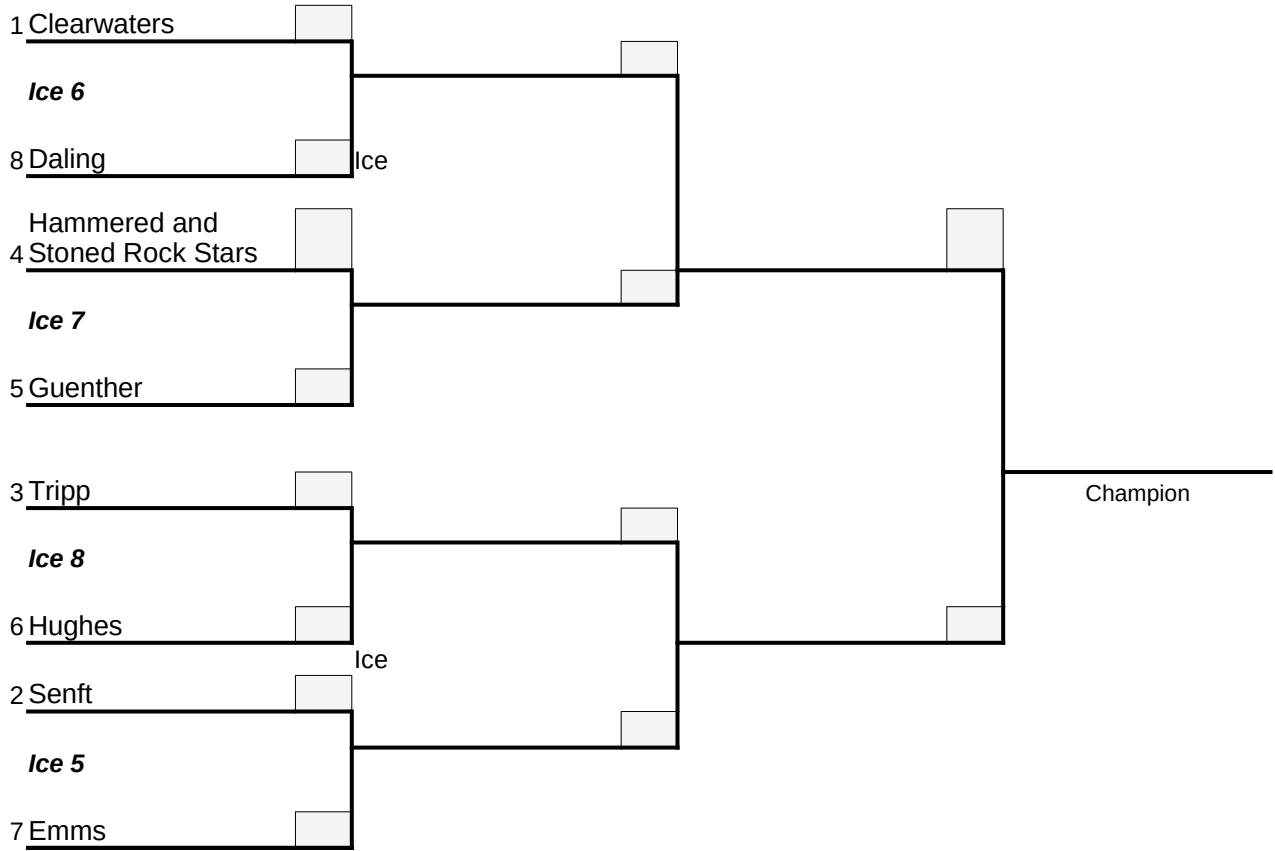 1 Clearwaters
Ice 6
8 Daling
Ice
Hammered and
4 Stoned Rock Stars
Ice 7
5 Guenther
3 Tripp
Champion
Ice 8
6 Hughes
Ice
2 Senft
Ice 5
7 Emms